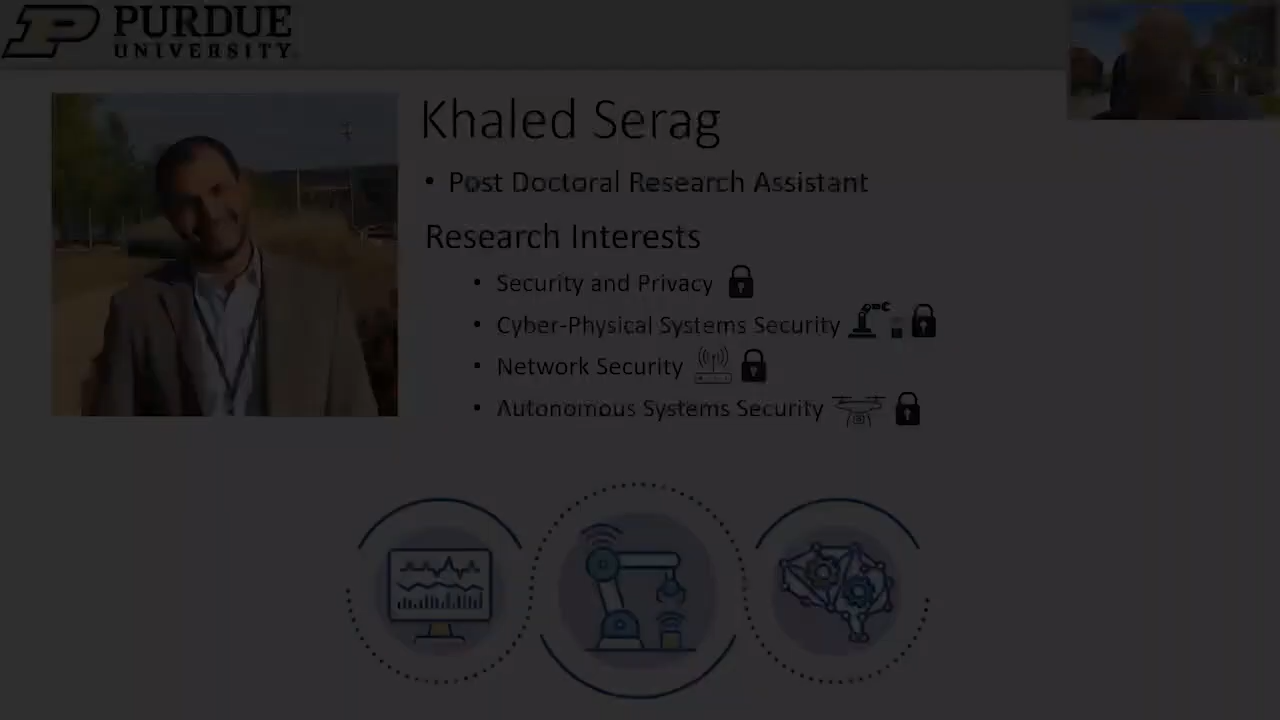 PURDUE
UNIVERSITY
Khaled Serag
• Post Doctoral Research Assistant
Research Interests
• Security and Privacy
• Cyber-Physical Systems Security
• Network Security
• Autonomous Systems Security